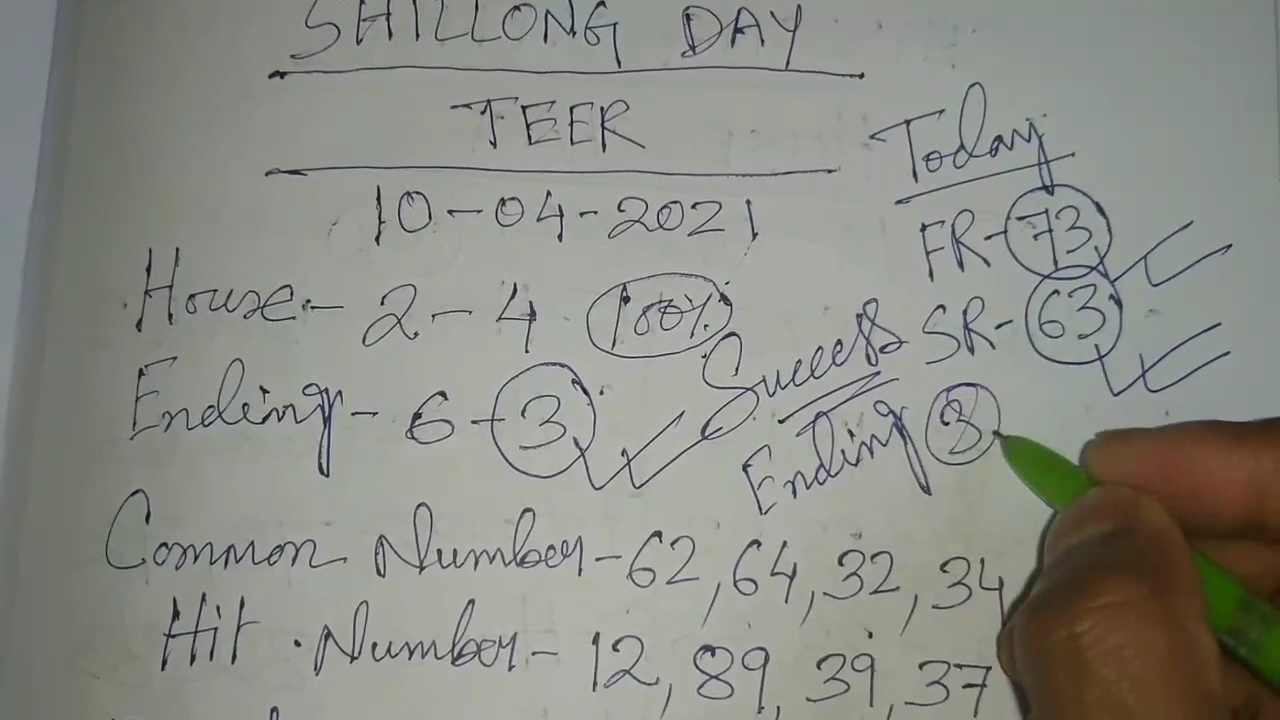 SHILLONG DAY
TEER
10-04-2021
Today
FR-73
SR-63
House:- 2-4 100%
Success
Ending- 6-3
Ending 3
Common Number-62,64,32,34
Hit Number-12,89,39,37